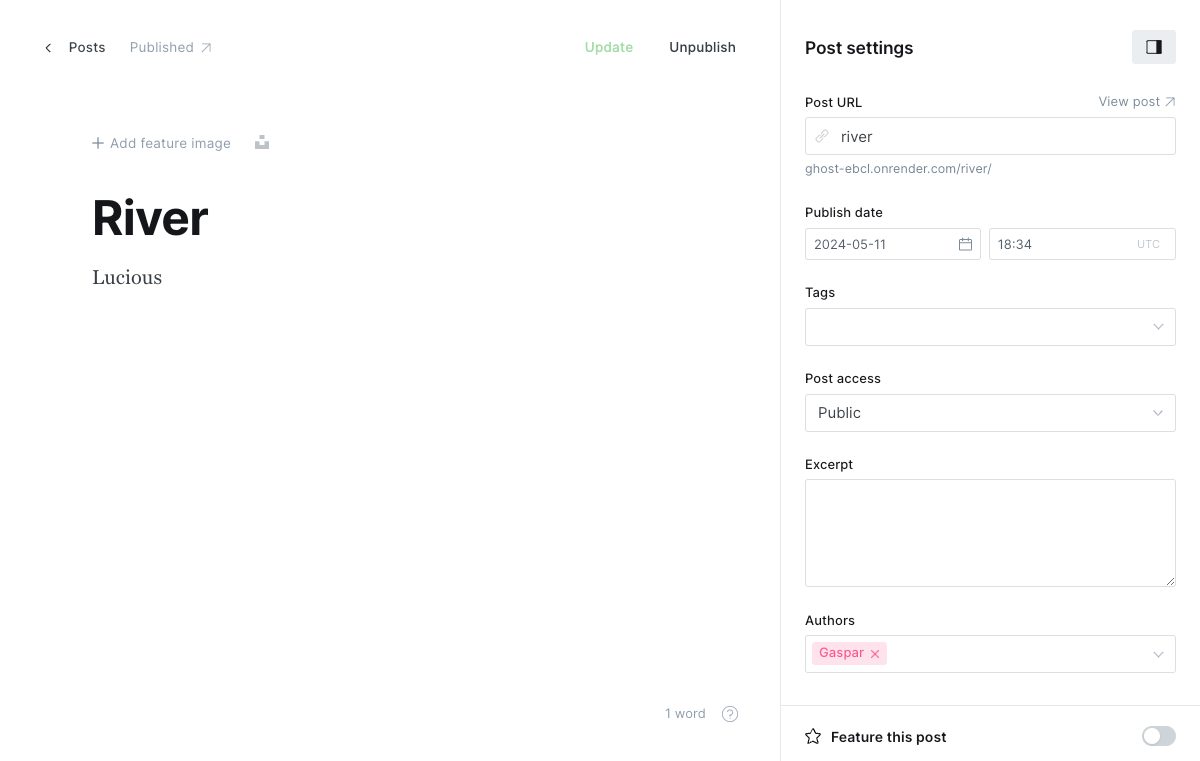 Posts Published Update Unpublish
Add feature image
River
Lucious
1 word
Post settings
Post URL View post
river
ghost-ebcl.onrender.com/river/
Publish date
2024-05-11 18:34 UTC
Tags
Post access
Public
Excerpt
Authors
Gaspar
Feature this post